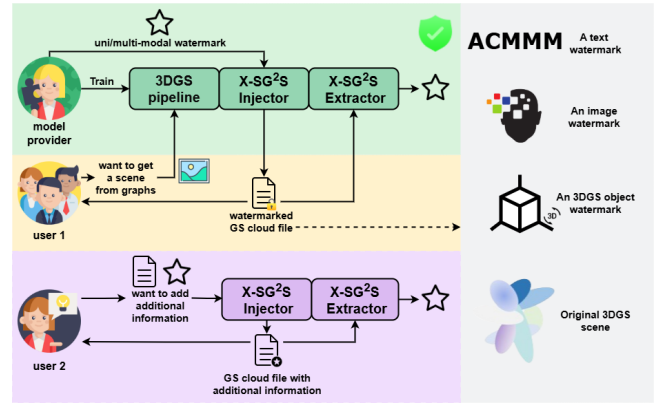 uni/multi-modal watermark
Train
model
provider
3DGS
pipeline
X-SG²S
Injector
X-SG²S
Extractor
want to get
a scene
from graphs
user 1
watermarked
GS cloud file
want to add
additional
information
X-SG²S
Injector
X-SG²S
Extractor
user 2
GS cloud file with
additional information
ACMMM
A text
watermark
An image
watermark
3D
An 3DGS object
watermark
Original 3DGS
scene